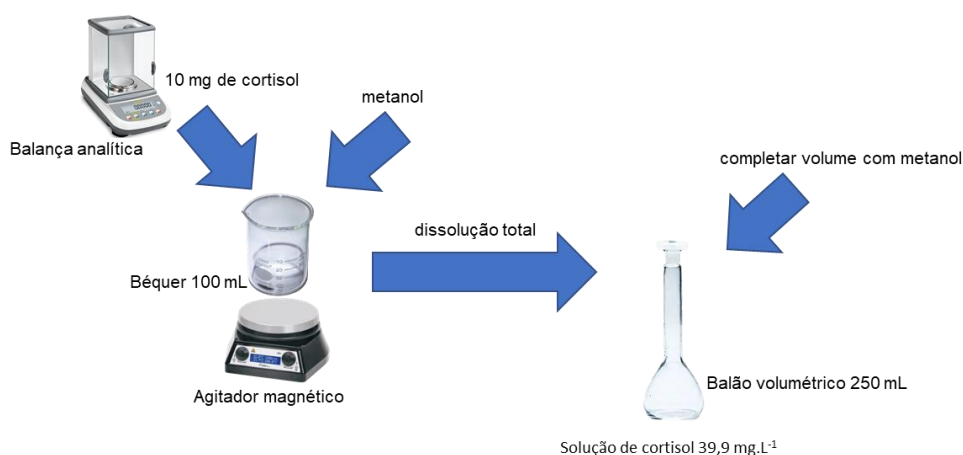 10 mg de cortisol
metanol
Balança analítica
completar volume com metanol
dissolução total
Béquer 100 mL
Balão volumétrico 250 mL
Agitador magnético
Solução de cortisol 39,9 mg.L⁻¹